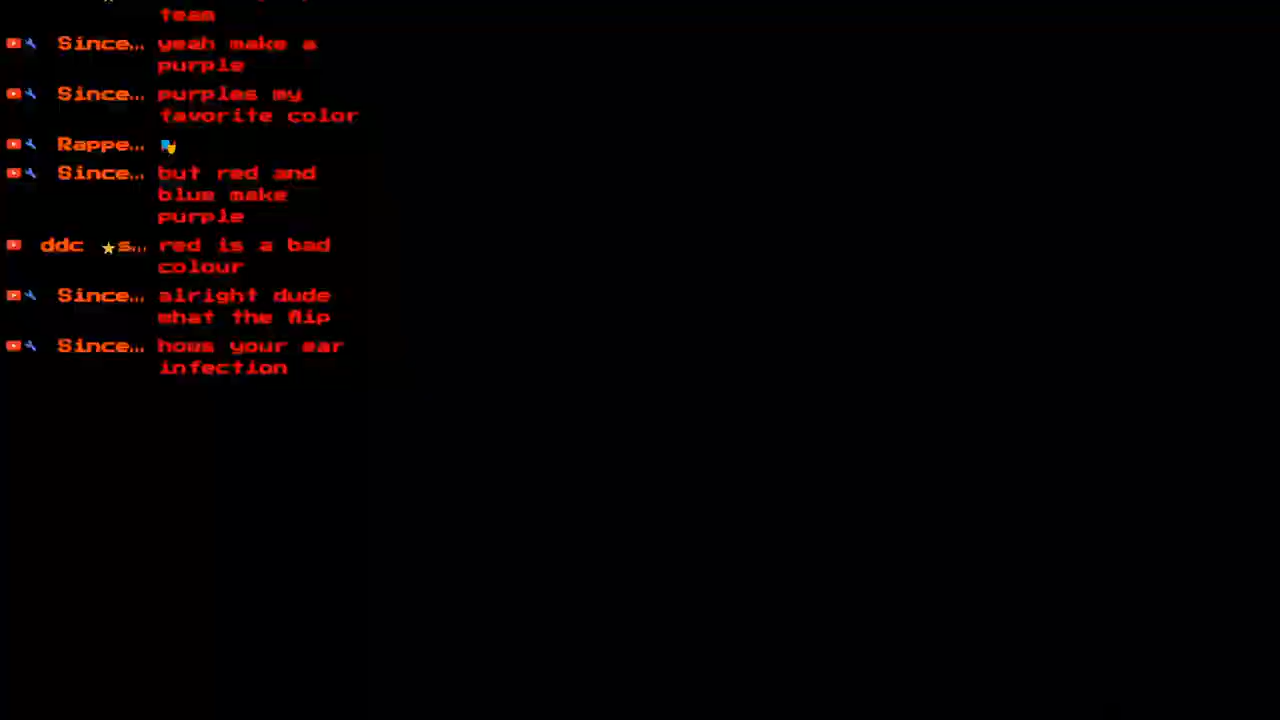 team
Since... yeah make a
purple
Since... purples my
favorite color
Rappe...
Since... but red and
blue make
purple
ddc ★s... red is a bad
colour
Since... alright dude
what the flip
Since... hows your ear
infection